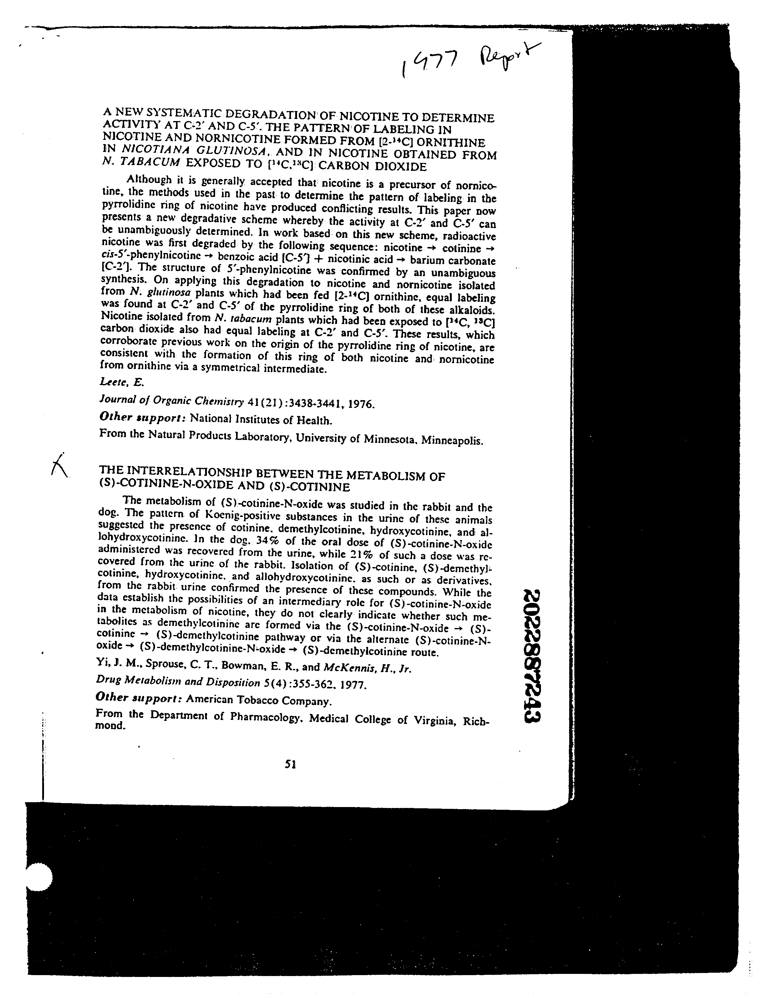 1977 Report
A NEW SYSTEMATIC DEGRADATION OF NICOTINE TO DETERMINE
ACTIVITY AT C-2′ AND C-5′. THE PATTERN OF LABELING IN
NICOTINE AND NORNICOTINE FORMED FROM [2-¹⁴C] ORNITHINE
IN NICOTIANA GLUTINOSA, AND IN NICOTINE OBTAINED FROM
N. TABACUM EXPOSED TO [¹⁴C,¹³C] CARBON DIOXIDE
Although it is generally accepted that nicotine is a precursor of nornico-
tine, the methods used in the past to determine the pattern of labeling in the
pyrrolidine ring of nicotine have produced conflicting results. This paper now
presents a new degradative scheme whereby the activity at C-2′ and C-5′ can
be unambiguously determined. In work based on this new scheme, radioactive
nicotine was first degraded by the following sequence: nicotine → cotinine →
cis-5′-phenylnicotine → benzoic acid [C-5′] + nicotinic acid → barium carbonate
[C-2′]. The structure of 5′-phenylnicotine was confirmed by an unambiguous
synthesis. On applying this degradation to nicotine and nornicotine isolated
from N. glutinosa plants which had been fed [2-¹⁴C] ornithine, equal labeling
was found at C-2′ and C-5′ of the pyrrolidine ring of both of these alkaloids.
Nicotine isolated from N. tabacum plants which had been exposed to [¹⁴C, ¹³C]
carbon dioxide also had equal labeling at C-2′ and C-5′. These results, which
corroborate previous work on the origin of the pyrrolidine ring of nicotine, are
consistent with the formation of this ring of both nicotine and nornicotine
from ornithine via a symmetrical intermediate.
Leete, E.
Journal of Organic Chemistry 41(21):3438-3441, 1976.
Other support: National Institutes of Health.
From the Natural Products Laboratory, University of Minnesota, Minneapolis.
THE INTERRELATIONSHIP BETWEEN THE METABOLISM OF
(S)-COTININE-N-OXIDE AND (S)-COTININE
The metabolism of (S)-cotinine-N-oxide was studied in the rabbit and the
dog. The pattern of Koenig-positive substances in the urine of these animals
suggested the presence of cotinine, demethylcotinine, hydroxycotinine, and al-
lohydroxycotinine. In the dog, 34% of the oral dose of (S)-cotinine-N-oxide
administered was recovered from the urine, while 21% of such a dose was re-
covered from the urine of the rabbit. Isolation of (S)-cotinine, (S)-demethyl-
cotinine, hydroxycotinine, and allohydroxycotinine, as such or as derivatives,
from the rabbit urine confirmed the presence of these compounds. While the
data establish the possibilities of an intermediary role for (S)-cotinine-N-oxide
in the metabolism of nicotine, they do not clearly indicate whether such me-
tabolites as demethylcotinine are formed via the (S)-cotinine-N-oxide → (S)-
cotinine → (S)-demethylcotinine pathway or via the alternate (S)-cotinine-N-
oxide → (S)-demethylcotinine-N-oxide → (S)-demethylcotinine route.
Yi, J. M., Sprouse, C. T., Bowman, E. R., and McKennis, H., Jr.
Drug Metabolism and Disposition 5(4):355-362, 1977.
Other support: American Tobacco Company.
From the Department of Pharmacology, Medical College of Virginia, Rich-
mond.
51
2022887243